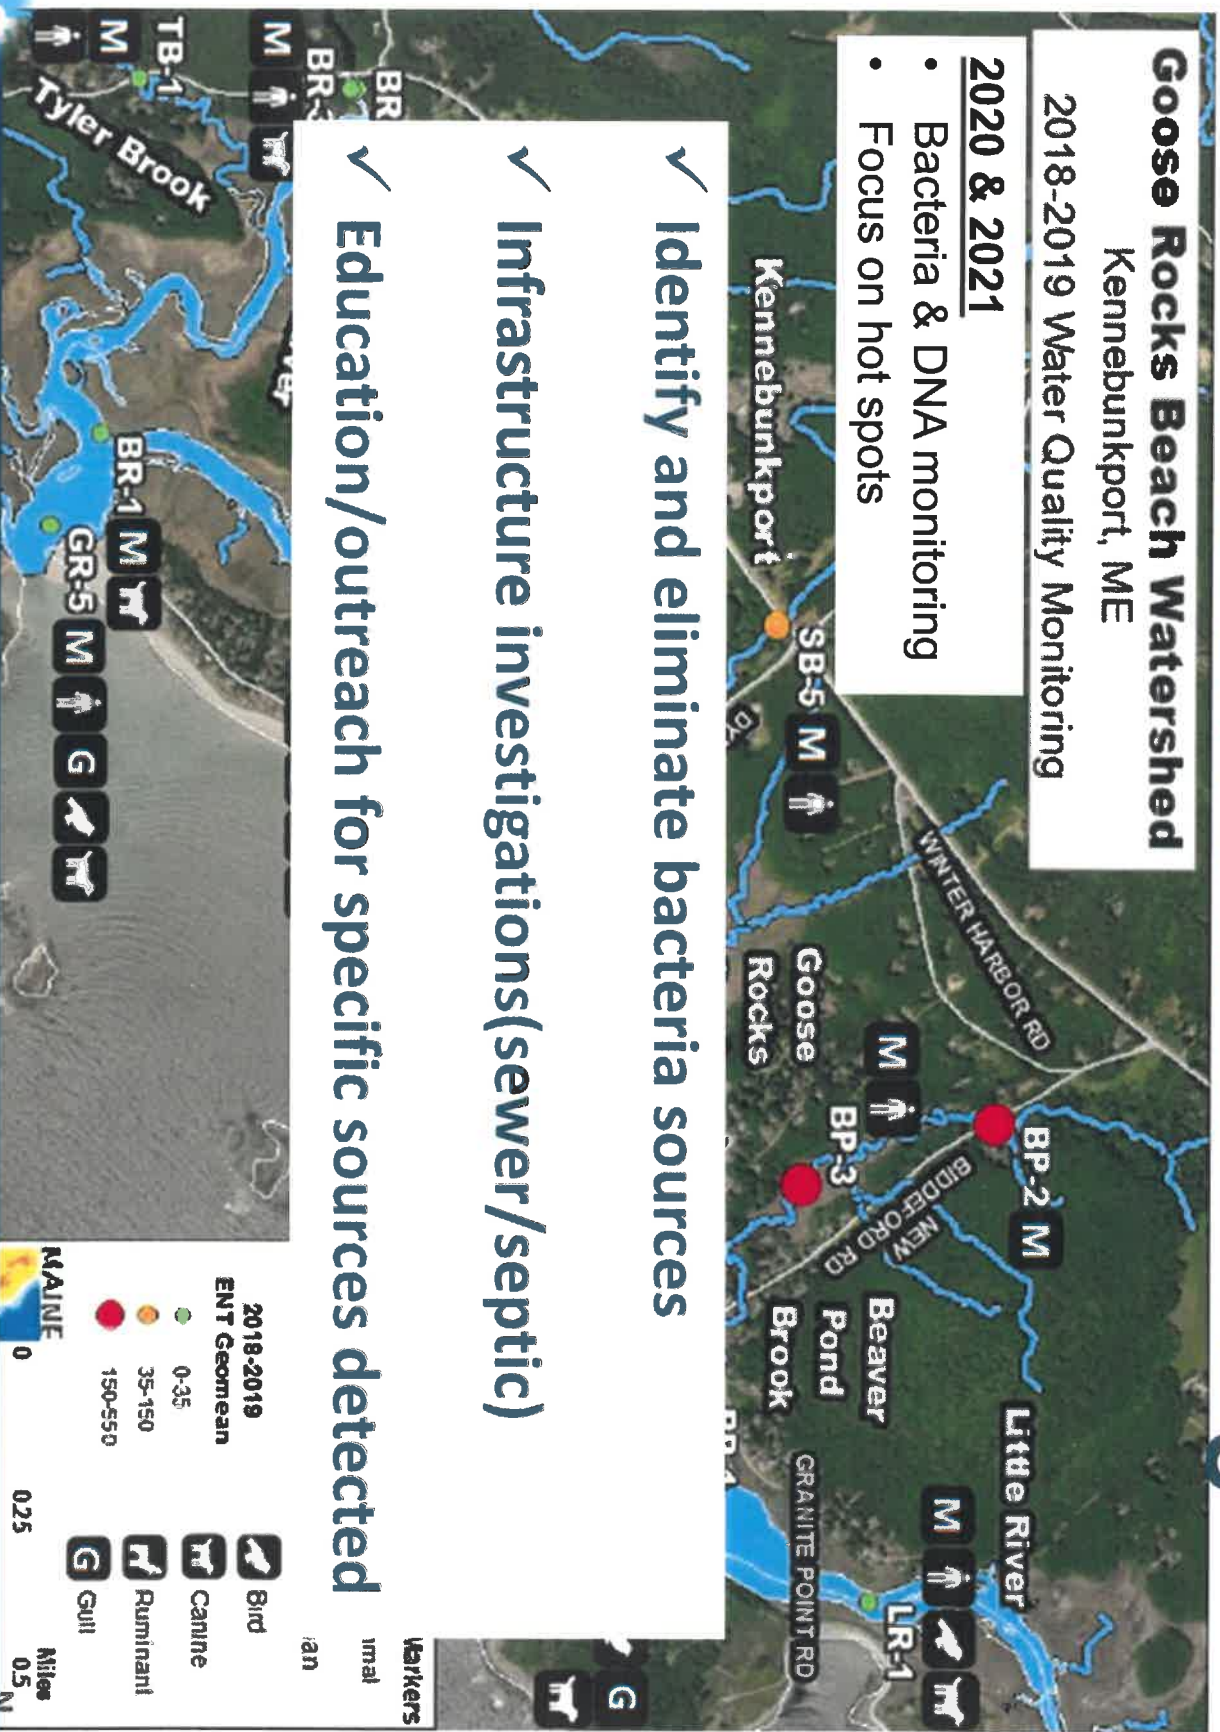 Goose Rocks Beach Watershed
Kennebunkport, ME
2018-2019 Water Quality Monitoring
2020 & 2021
• Bacteria & DNA monitoring
• Focus on hot spots
Kennebunkport
SB-5 M
WINTER HARBOR RD
Goose
Rocks
M
BP-3
BP-2 M
NEW
BIDDEFORD RD
Beaver
Pond
Brook
Little River
M
LR-1
GRANITE POINT RD
✓ Identify and eliminate bacteria sources
✓ Infrastructure investigations(sewer/septic)
✓ Education/outreach for specific sources detected
G
BR
M
TB-1
M
Tyler Brook
BR-1 M
GR-5 M G
2018-2019
ENT Geomean
0-35
35-150
150-550
Bird
Canine
Ruminant
G Gull
MAINE
0 0.25 0.5
Miles
N